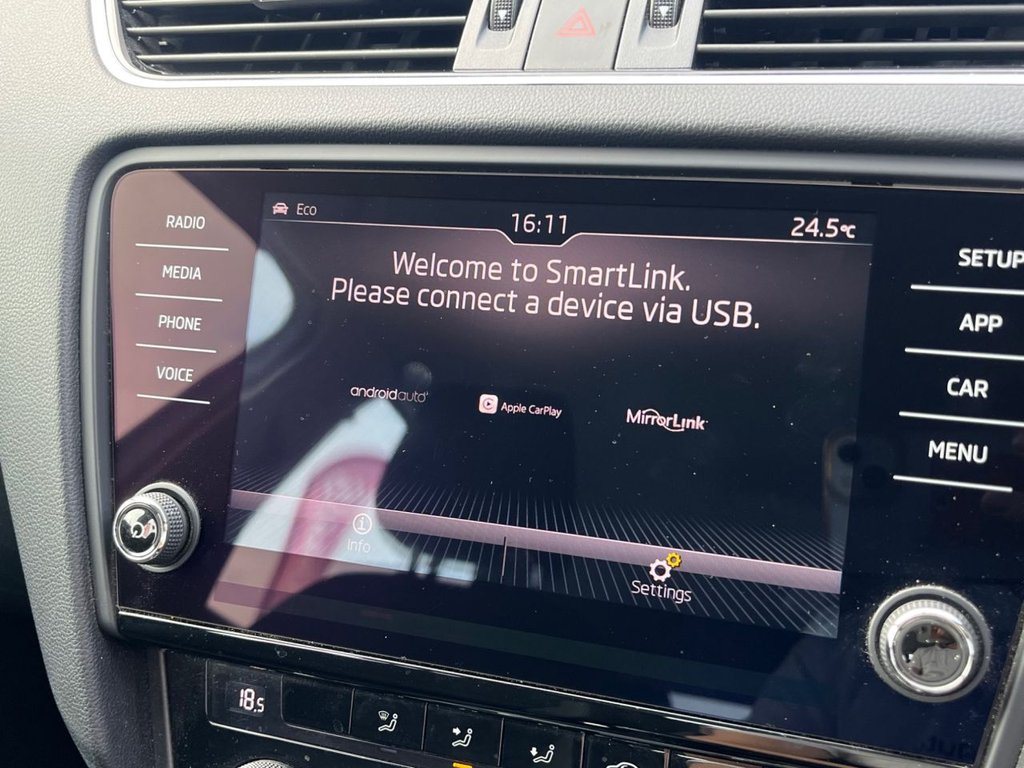 Eco
16:11
24.5°C
RADIO
MEDIA
PHONE
VOICE
Welcome to SmartLink.
Please connect a device via USB.
androidauto
Apple CarPlay
MirrorLink
Info
Settings
SETUP
APP
CAR
MENU
18.5